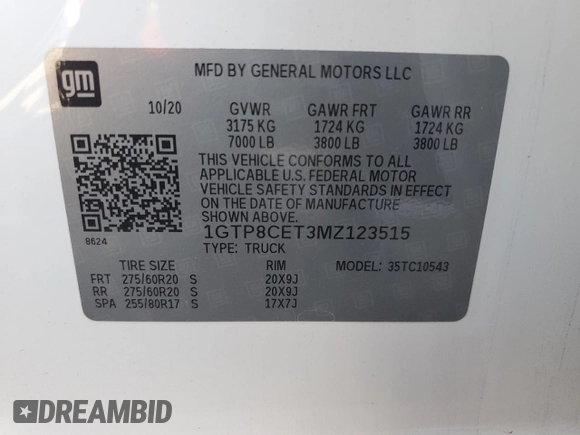 gm
MFD BY GENERAL MOTORS LLC
10/20 GVWR GAWR FRT GAWR RR
3175 KG 1724 KG 1724 KG
7000 LB 3800 LB 3800 LB
THIS VEHICLE CONFORMS TO ALL
APPLICABLE U.S. FEDERAL MOTOR
VEHICLE SAFETY STANDARDS IN EFFECT
ON THE DATE OF MANUFACTURE
SHOWN ABOVE.
8624
1GTP8CET3MZ123515
TYPE: TRUCK
TIRE SIZE RIM MODEL: 35TC10543
FRT 275/60R20 S 20X9J
RR 275/60R20 S 20X9J
SPA 255/80R17 S 17X7J
DREAMBID